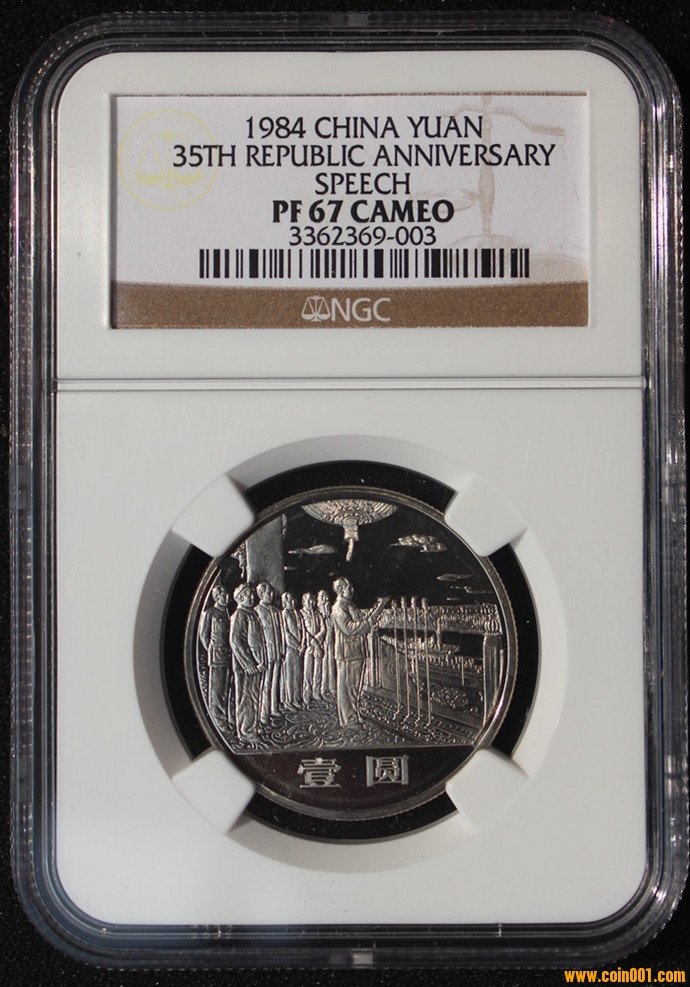 1984 CHINA YUAN
35TH REPUBLIC ANNIVERSARY
SPEECH
PF 67 CAMEO
3362369-003
NGC
壹圆
www.coin001.com